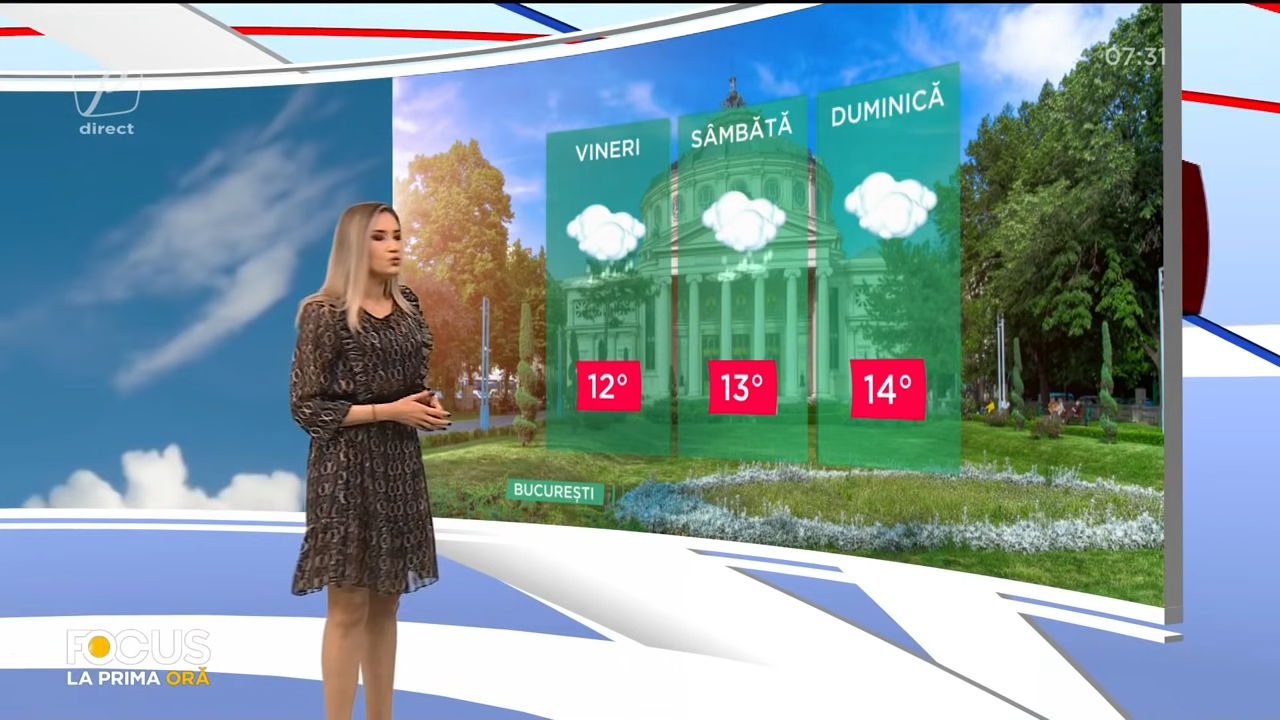 07:31
direct
VINERI
SÂMBĂTĂ
DUMINICĂ
12°
13°
14°
BUCUREȘTI
FOCUS
LA PRIMA ORĂ